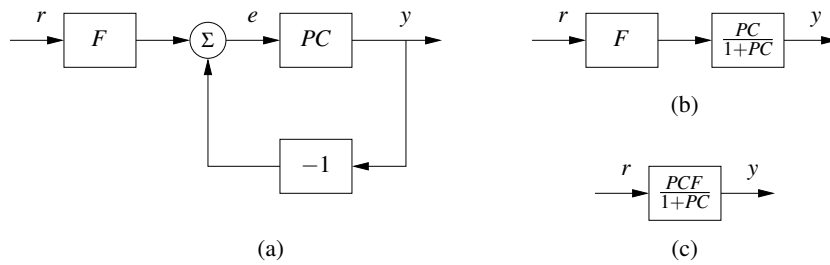 r F Σ e PC y
−1
(a)
r F PC/1+PC y
(b)
r PCF/1+PC y
(c)